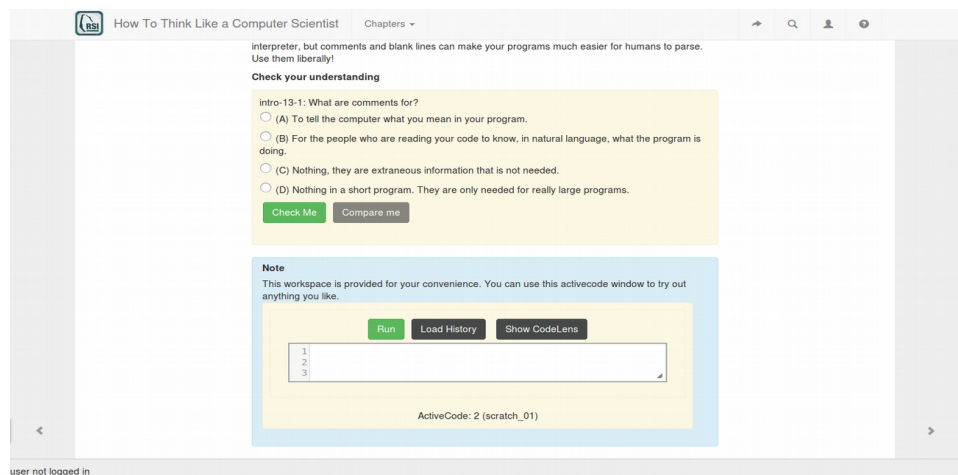 RSI How To Think Like a Computer Scientist Chapters
interpreter, but comments and blank lines can make your programs much easier for humans to parse.
Use them liberally!
Check your understanding
intro-13-1: What are comments for?
(A) To tell the computer what you mean in your program.
(B) For the people who are reading your code to know, in natural language, what the program is
doing.
(C) Nothing, they are extraneous information that is not needed.
(D) Nothing in a short program. They are only needed for really large programs.
Check Me Compare me
Note
This workspace is provided for your convenience. You can use this activecode window to try out
anything you like.
Run Load History Show CodeLens
1
2
3
ActiveCode: 2 (scratch_01)
user not logged in